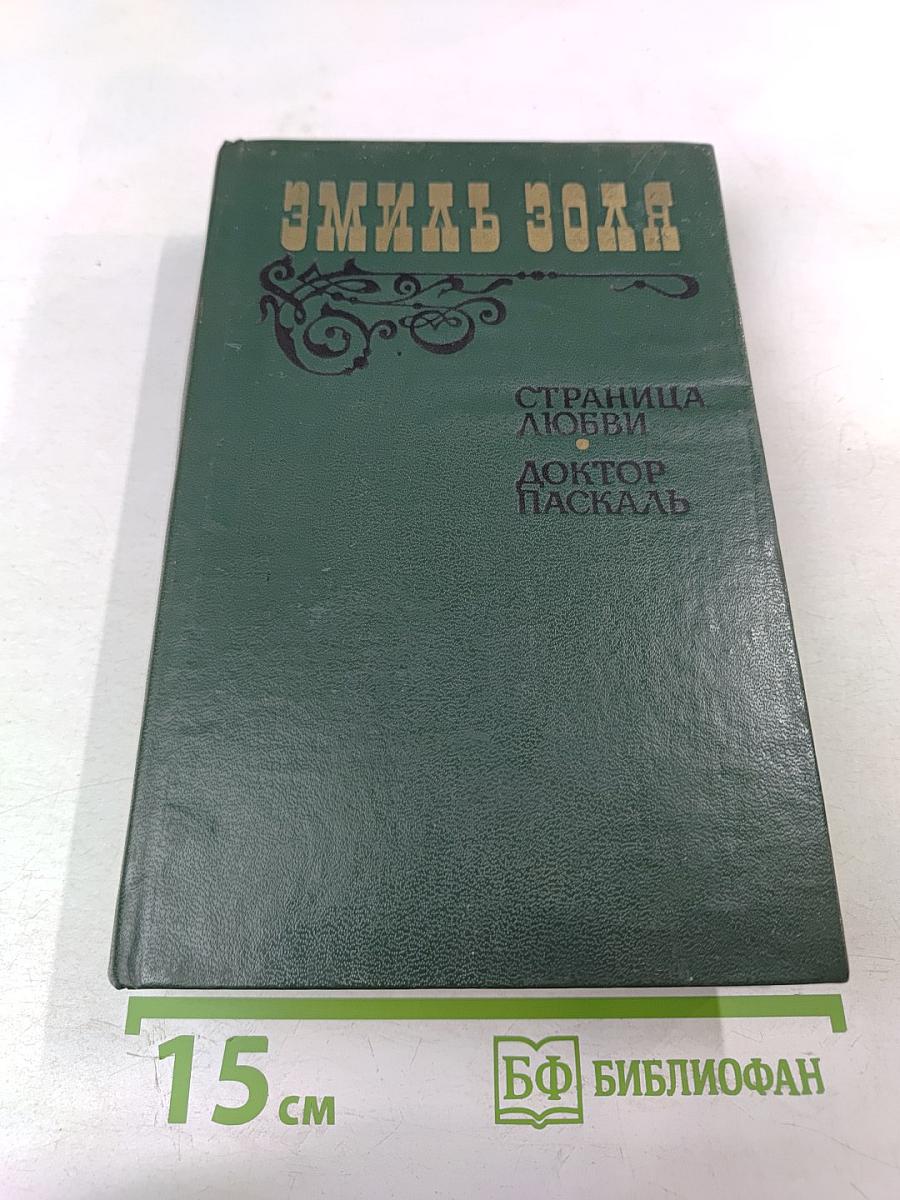 ЭМИЛЬ ЗОЛЯ
СТРАНИЦА
ЛЮБВИ
ДОКТОР
ПАСКАЛЬ
15 см
БФ БИБЛИОФАН